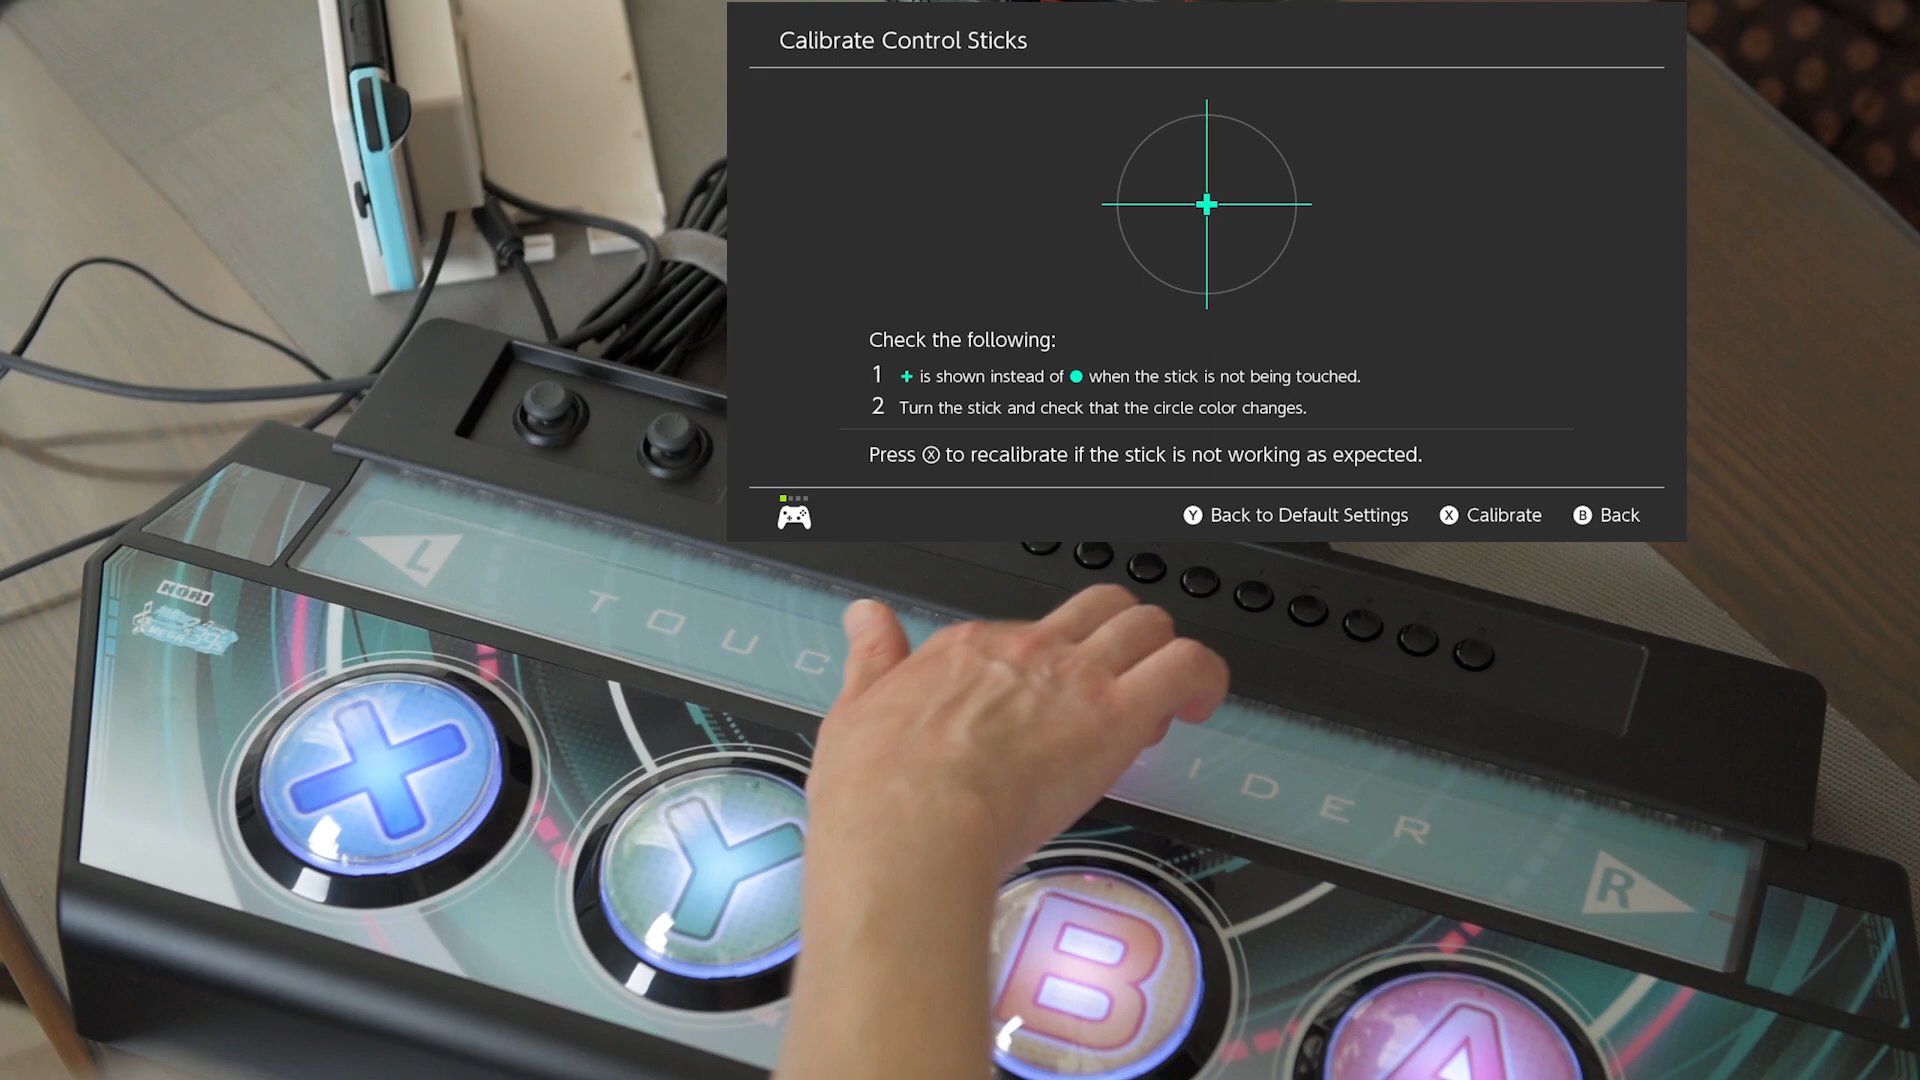 Calibrate Control Sticks
Check the following:
1 + is shown instead of ● when the stick is not being touched.
2 Turn the stick and check that the circle color changes.
Press Ⓧ to recalibrate if the stick is not working as expected.
Ⓨ Back to Default Settings Ⓧ Calibrate Ⓑ Back
L
TOUC
IDER
R
HORI
MEGA39's
X
Y
B
A